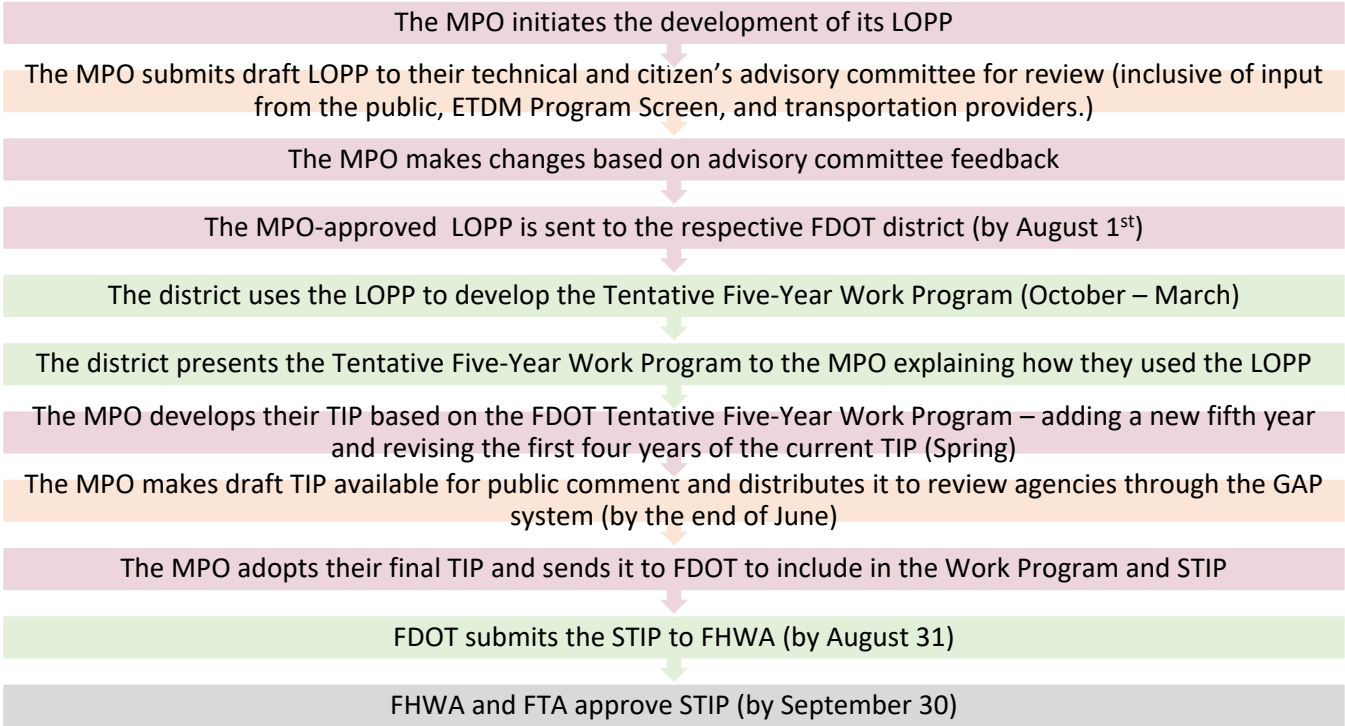 The MPO initiates the development of its LOPP
The MPO submits draft LOPP to their technical and citizen’s advisory committee for review (inclusive of input
from the public, ETDM Program Screen, and transportation providers.)
The MPO makes changes based on advisory committee feedback
The MPO-approved LOPP is sent to the respective FDOT district (by August 1st)
The district uses the LOPP to develop the Tentative Five-Year Work Program (October – March)
The district presents the Tentative Five-Year Work Program to the MPO explaining how they used the LOPP
The MPO develops their TIP based on the FDOT Tentative Five-Year Work Program – adding a new fifth year
and revising the first four years of the current TIP (Spring)
The MPO makes draft TIP available for public comment and distributes it to review agencies through the GAP
system (by the end of June)
The MPO adopts their final TIP and sends it to FDOT to include in the Work Program and STIP
FDOT submits the STIP to FHWA (by August 31)
FHWA and FTA approve STIP (by September 30)